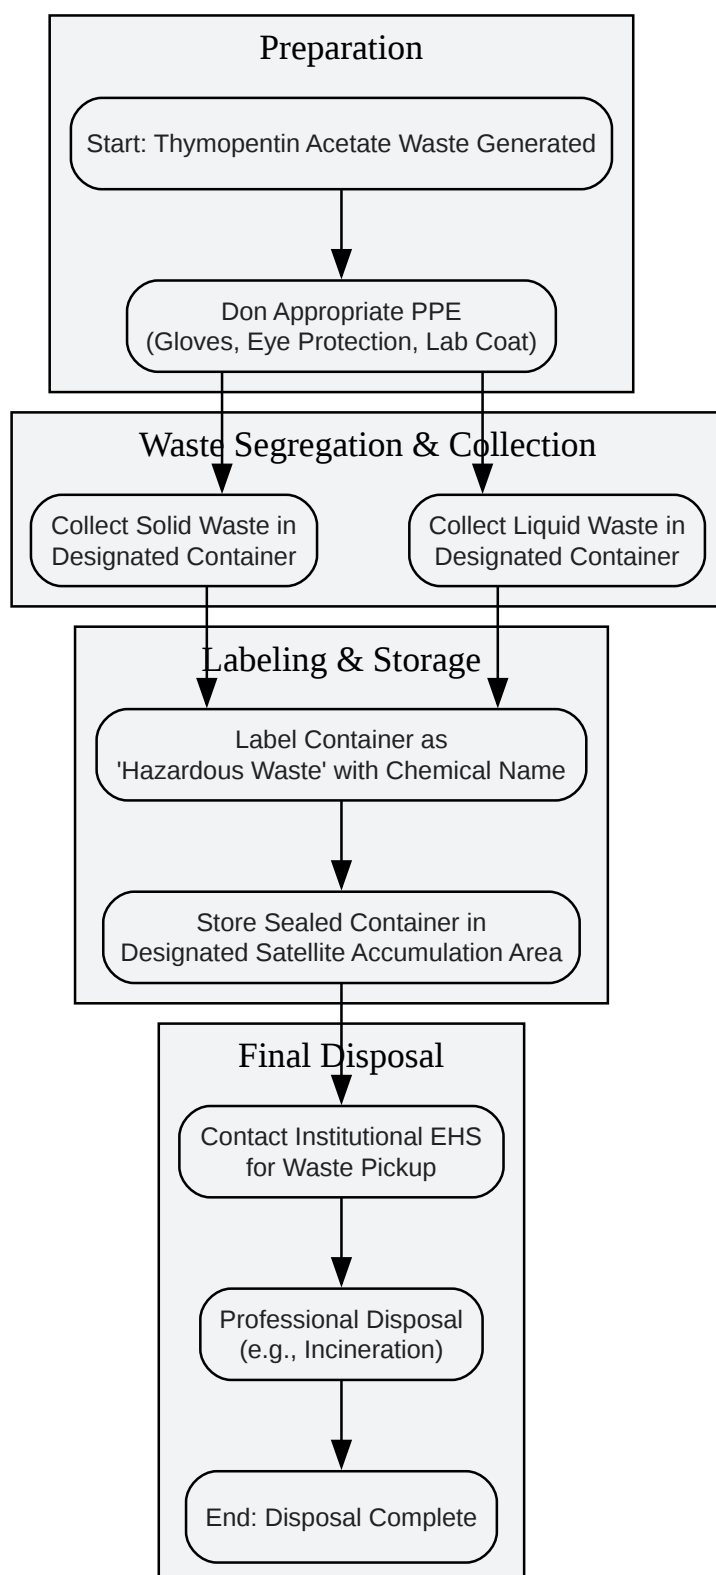 Preparation
Start: Thymopentin Acetate Waste Generated
Don Appropriate PPE
(Gloves, Eye Protection, Lab Coat)
Waste Segregation & Collection
Collect Solid Waste in
Designated Container
Collect Liquid Waste in
Designated Container
Labeling & Storage
Label Container as
'Hazardous Waste' with Chemical Name
Store Sealed Container in
Designated Satellite Accumulation Area
Final Disposal
Contact Institutional EHS
for Waste Pickup
Professional Disposal
(e.g., Incineration)
End: Disposal Complete